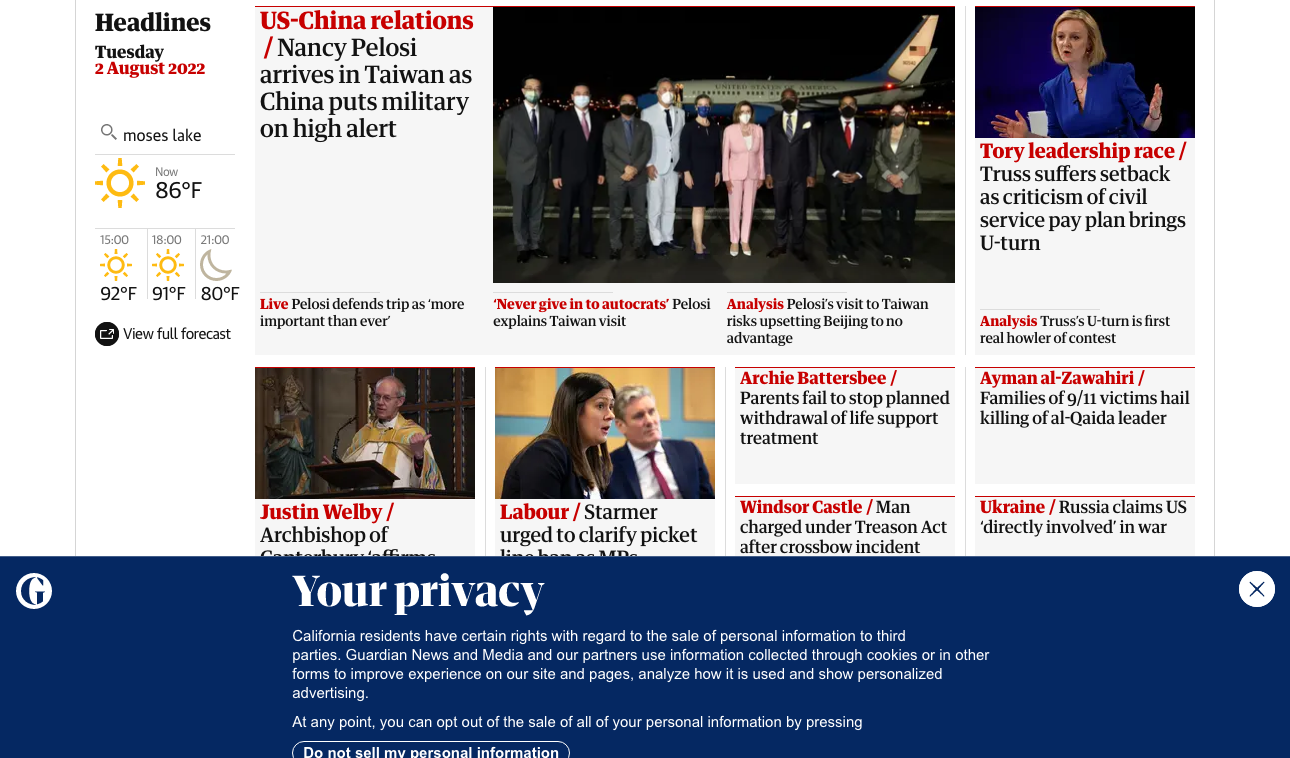 Headlines
Tuesday
2 August 2022
moses lake
Now
86°F
15:00
92°F
18:00
91°F
21:00
80°F
View full forecast
US-China relations
/ Nancy Pelosi
arrives in Taiwan as
China puts military
on high alert
UNITED STATES OF AMERICA
Live Pelosi defends trip as ‘more
important than ever’
‘Never give in to autocrats’ Pelosi
explains Taiwan visit
Analysis Pelosi’s visit to Taiwan
risks upsetting Beijing to no
advantage
Tory leadership race /
Truss suffers setback
as criticism of civil
service pay plan brings
U-turn
Analysis Truss’s U-turn is first
real howler of contest
Justin Welby /
Archbishop of
Canterbury ‘affirms
Labour / Starmer
urged to clarify picket
line ban as MPs
Archie Battersbee /
Parents fail to stop planned
withdrawal of life support
treatment
Ayman al-Zawahiri /
Families of 9/11 victims hail
killing of al-Qaida leader
Windsor Castle / Man
charged under Treason Act
after crossbow incident
Ukraine / Russia claims US
‘directly involved’ in war
G
Your privacy
California residents have certain rights with regard to the sale of personal information to third
parties. Guardian News and Media and our partners use information collected through cookies or in other
forms to improve experience on our site and pages, analyze how it is used and show personalized
advertising.
At any point, you can opt out of the sale of all of your personal information by pressing
Do not sell my personal information